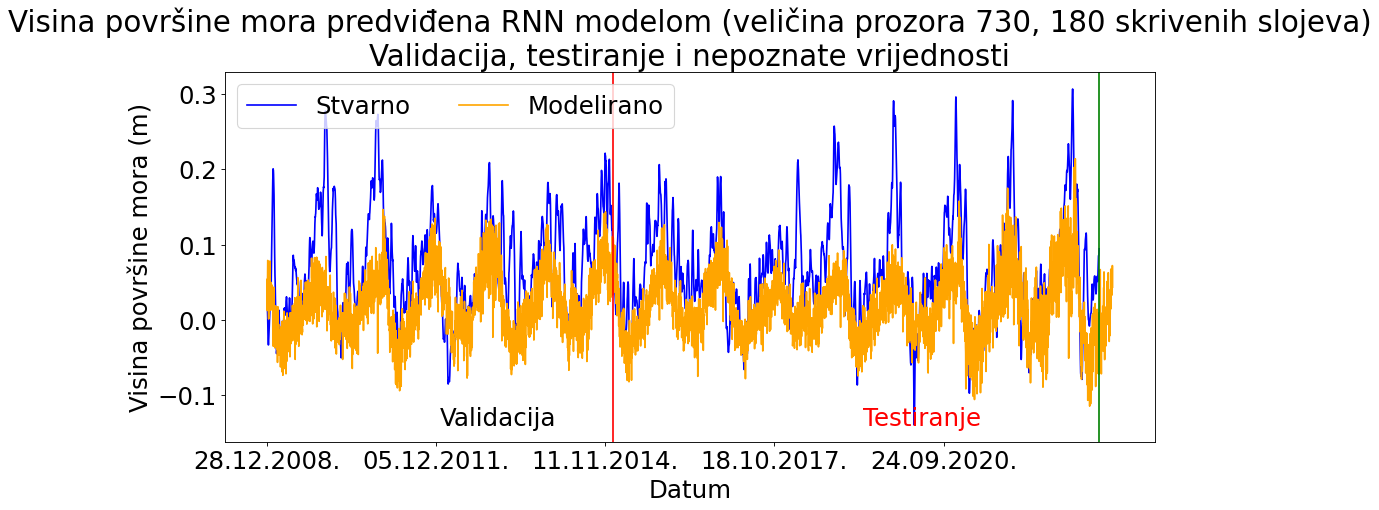 Visina površine mora predviđena RNN modelom (veličina prozora 730, 180 skrivenih slojeva)
Validacija, testiranje i nepoznate vrijednosti
Stvarno
Modelirano
Visina površine mora (m)
0.3
0.2
0.1
0.0
−0.1
Validacija
Testiranje
28.12.2008.
05.12.2011.
11.11.2014.
18.10.2017.
24.09.2020.
Datum